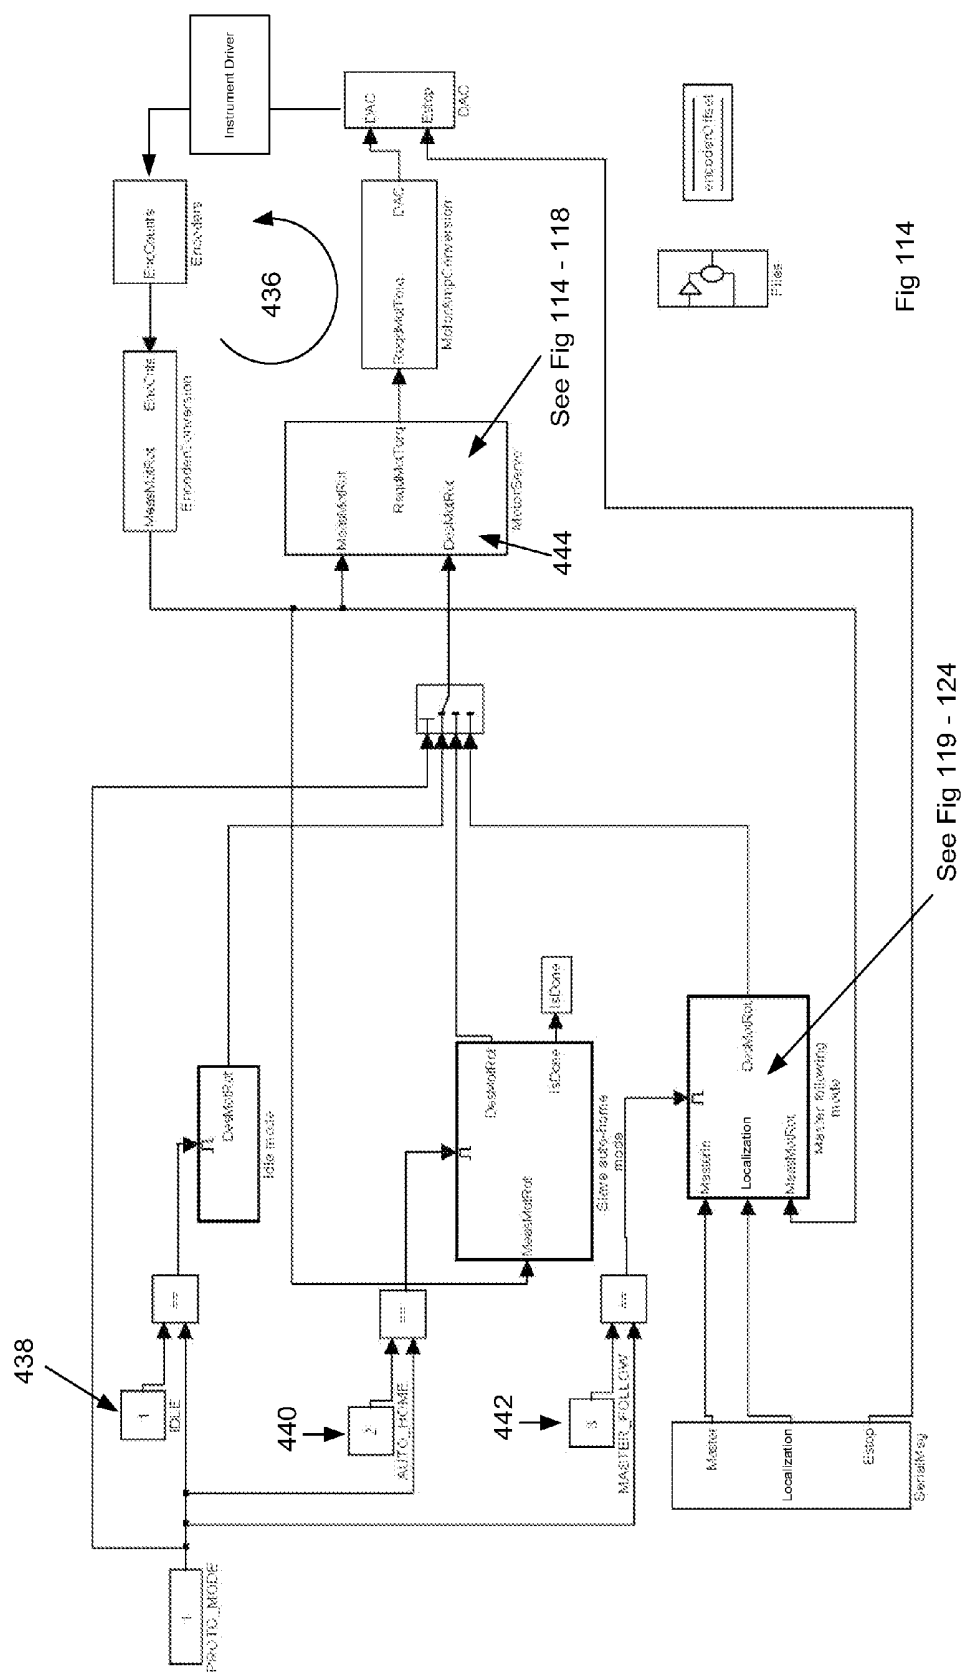 438
1
IDLE
==
DesMotRot
Idle mode
440
2
AUTO_HOME
==
MeasMotRot
DesMotRot
IsDone
IsDone
Slave auto-home
mode
442
3
MASTER_FOLLOW
==
PROTO_MODE
Master
Localization
Estop
SerialMsg
MasterIn
Localization
MeasMotRot
DesMotRot
Master following
mode
See Fig 119 - 124
MeasMotRot
DesMotRot
ReqdMotTorq
MotorServo
444
See Fig 114 - 118
MeasMotRot
EncCnts
EncoderConversion
EncCounts
Encoders
436
ReqdMotTorq
DAC
MotorAmpConversion
Instrument Driver
DAC
Estop
DAC
encoderOffset
Files
Fig 114